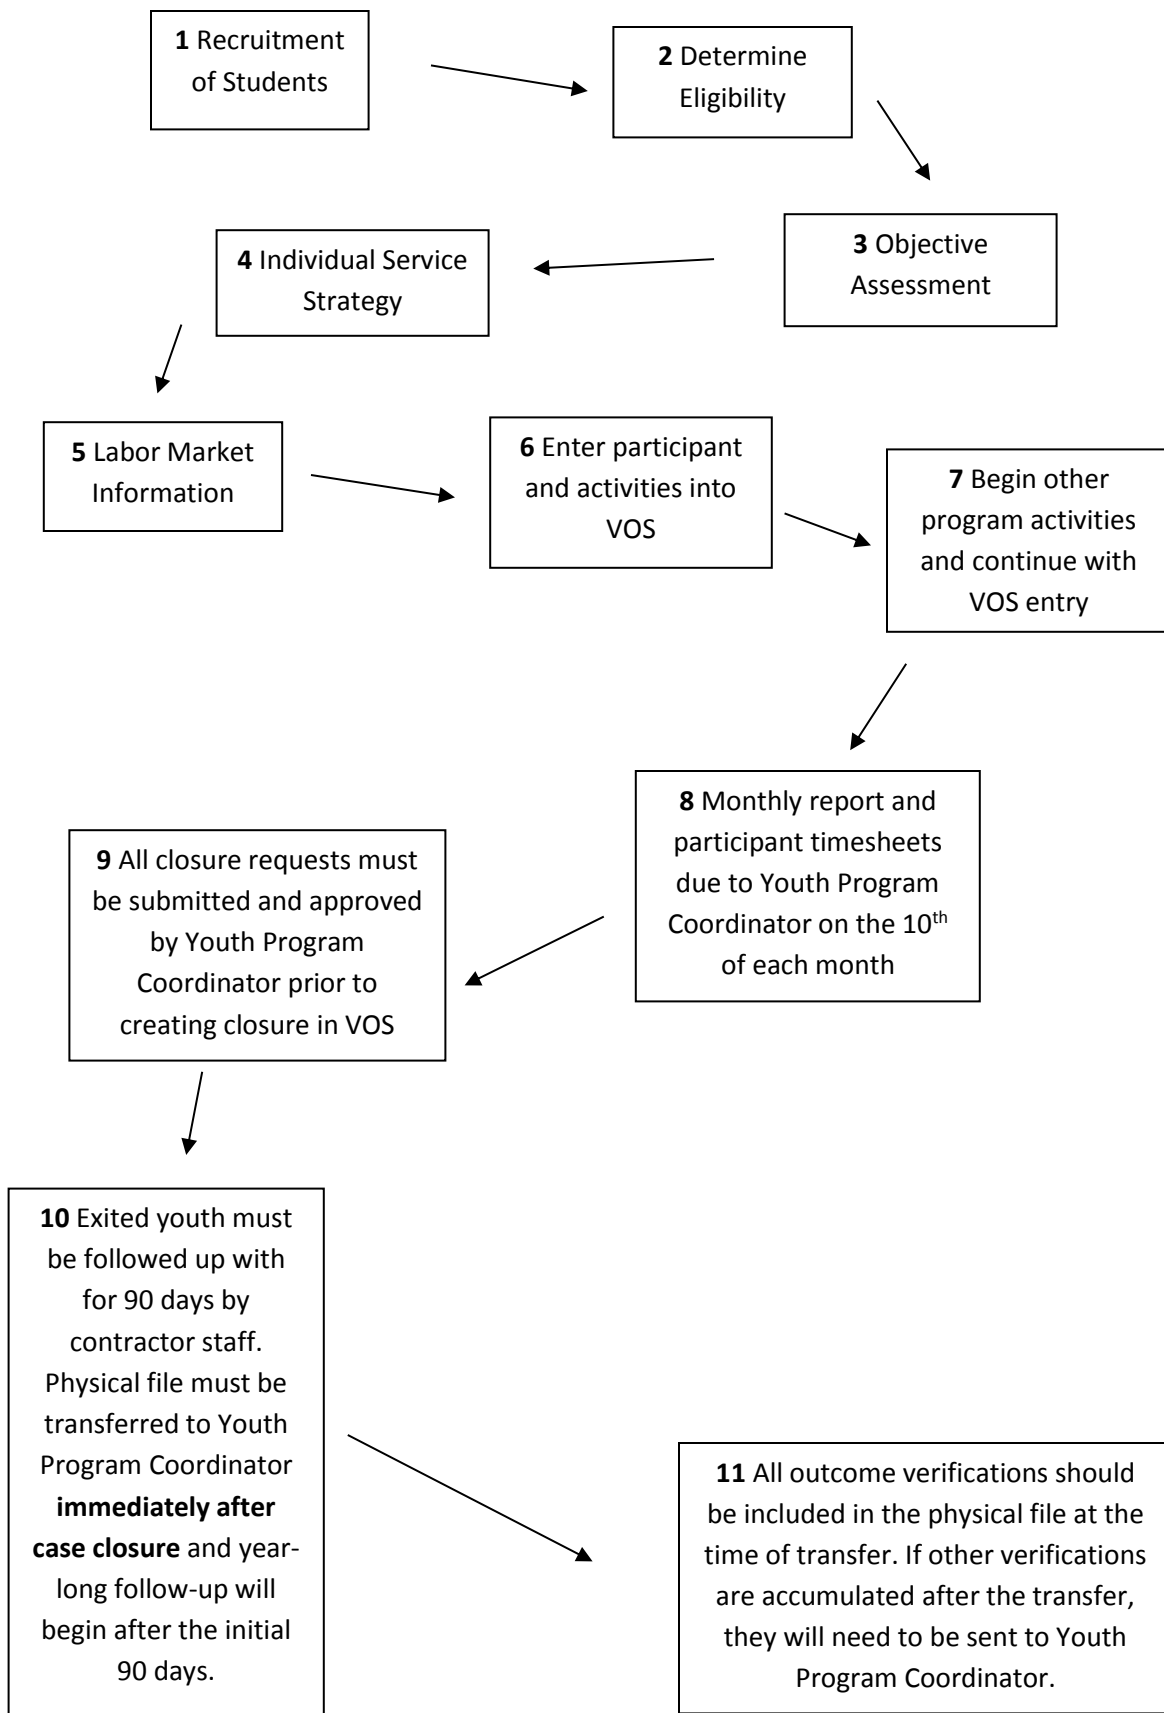 1 Recruitment
of Students
2 Determine
Eligibility
3 Objective
Assessment
4 Individual Service
Strategy
5 Labor Market
Information
6 Enter participant
and activities into
VOS
7 Begin other
program activities
and continue with
VOS entry
8 Monthly report and
participant timesheets
due to Youth Program
Coordinator on the 10th
of each month
9 All closure requests must
be submitted and approved
by Youth Program
Coordinator prior to
creating closure in VOS
10 Exited youth must
be followed up with
for 90 days by
contractor staff.
Physical file must be
transferred to Youth
Program Coordinator
immediately after
case closure and year-
long follow-up will
begin after the initial
90 days.
11 All outcome verifications should
be included in the physical file at the
time of transfer. If other verifications
are accumulated after the transfer,
they will need to be sent to Youth
Program Coordinator.